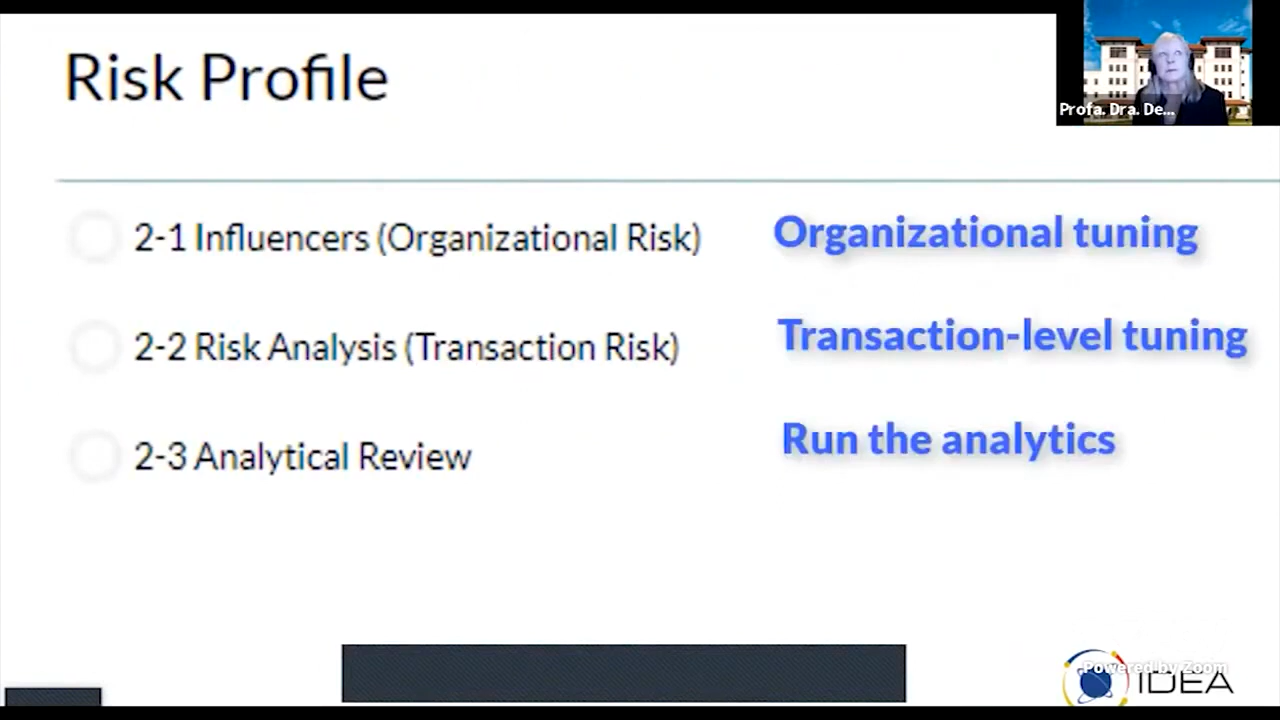 Risk Profile
Profa. Dra. De...
2-1 Influencers (Organizational Risk)
Organizational tuning
2-2 Risk Analysis (Transaction Risk)
Transaction-level tuning
2-3 Analytical Review
Run the analytics
Powered by Zoom
IDEA